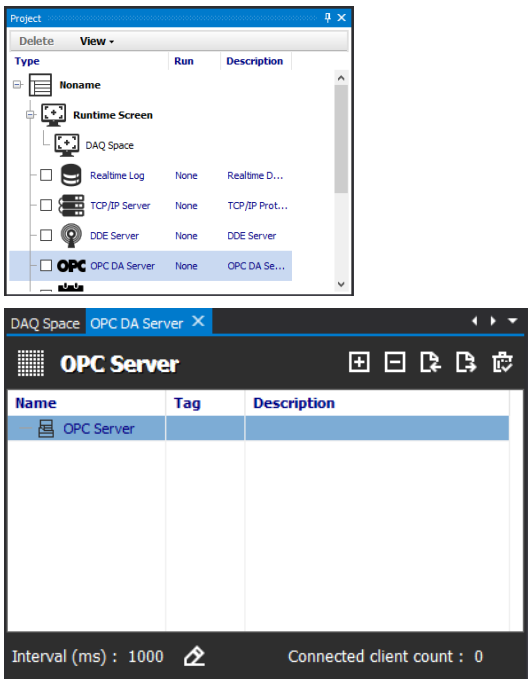 Project
Delete View
Type Run Description
Noname
Runtime Screen
DAQ Space
Realtime Log None Realtime D...
TCP/IP Server None TCP/IP Prot...
DDE Server None DDE Server
OPC OPC DA Server None OPC DA Se...
DAQ Space OPC DA Server
OPC Server
Name Tag Description
OPC Server
Interval (ms) : 1000 Connected client count : 0